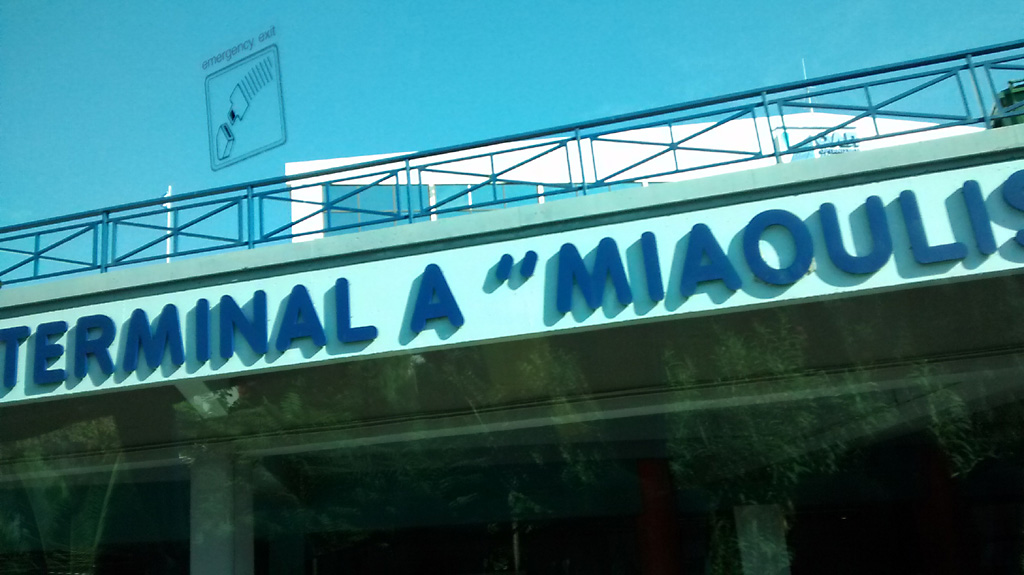 emergency exit
TERMINAL A "MIAOULIS